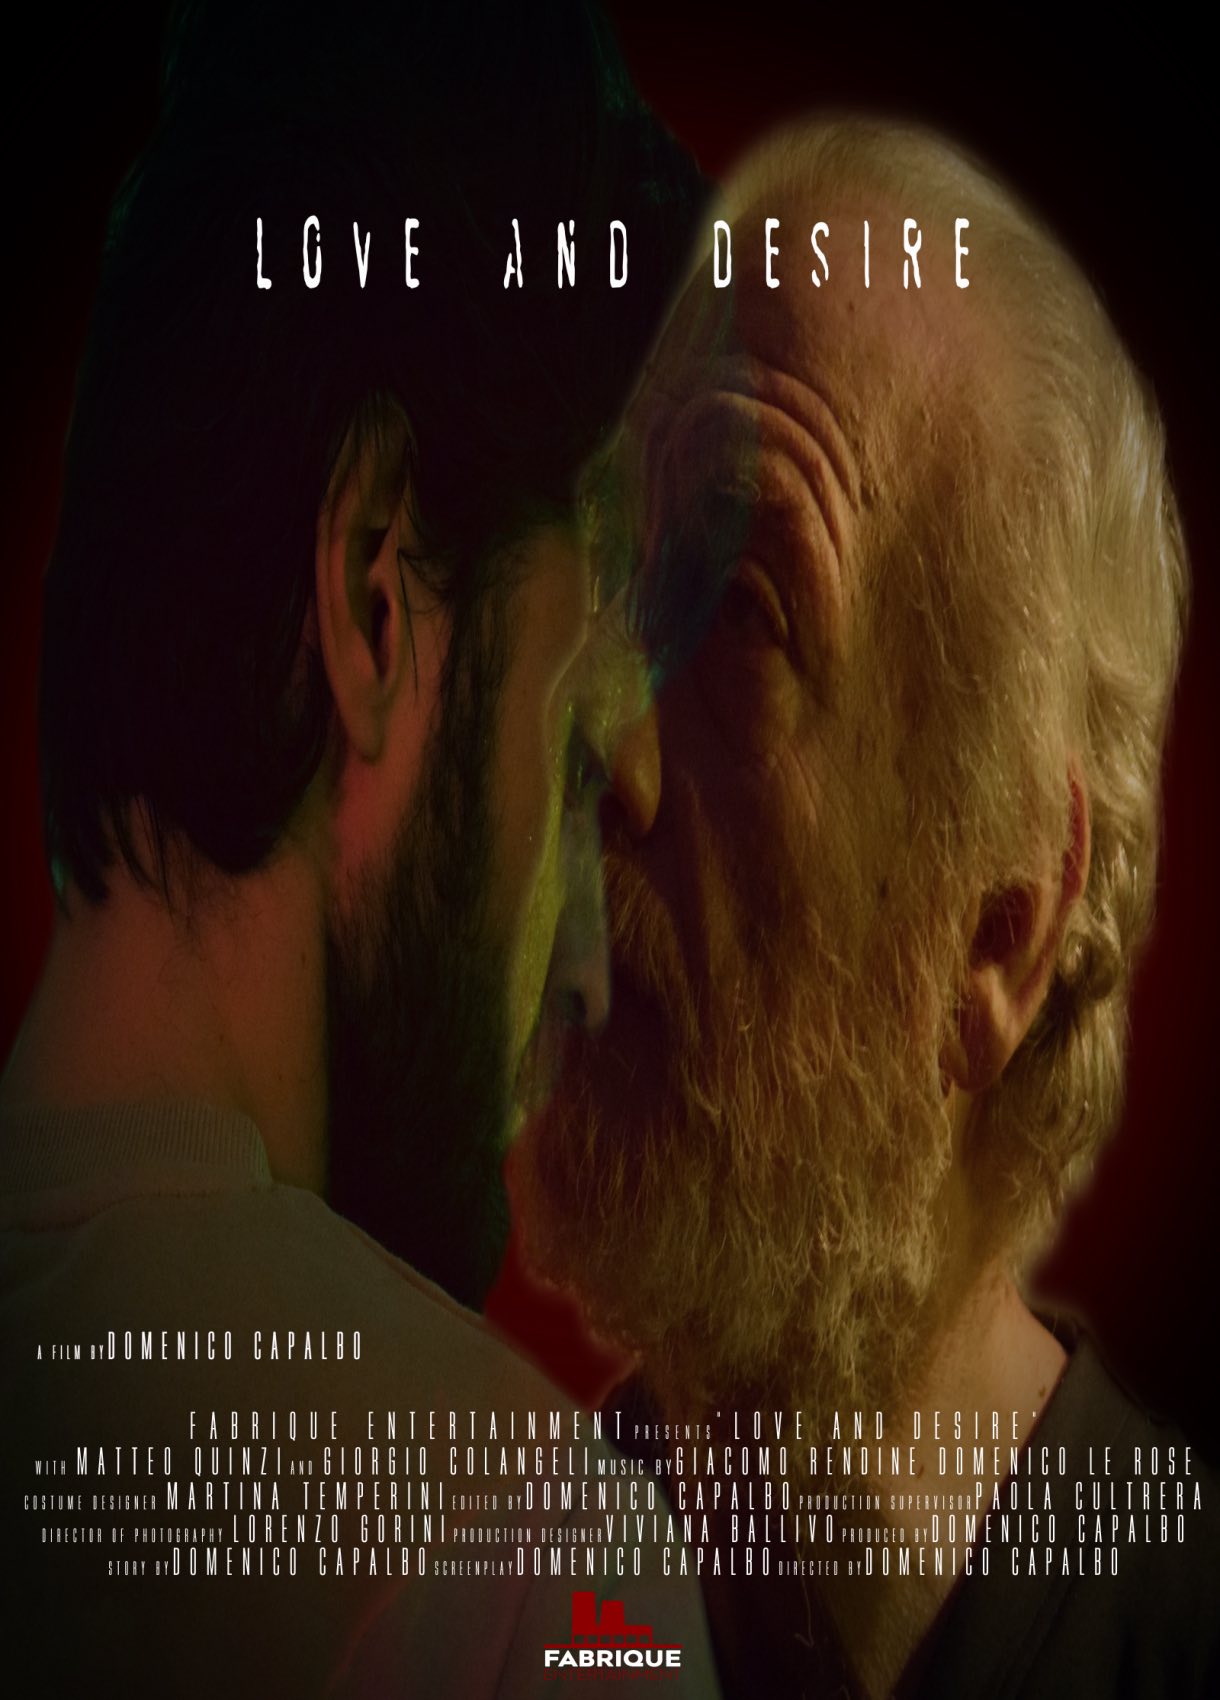 LOVE AND DESIRE
A FILM BY DOMENICO CAPALBO
FABRIQUE ENTERTAINMENT PRESENTS "LOVE AND DESIRE"
WITH MATTEO QUINZI AND GIORGIO COLANGELI MUSIC BY GIACOMO RENDINE DOMENICO LE ROSE
COSTUME DESIGNER MARTINA TEMPERINI EDITED BY DOMENICO CAPALBO PRODUCTION SUPERVISOR PAOLA CULTRERA
DIRECTOR OF PHOTOGRAPHY LORENZO GORINI PRODUCTION DESIGNER VIVIANA BALLIVO PRODUCED BY DOMENICO CAPALBO
STORY BY DOMENICO CAPALBO SCREENPLAY DOMENICO CAPALBO DIRECTED BY DOMENICO CAPALBO
FABRIQUE
ENTERTAINMENT